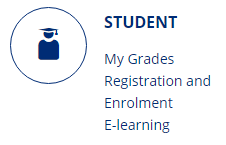 STUDENT
My Grades
Registration and
Enrolment
E-learning